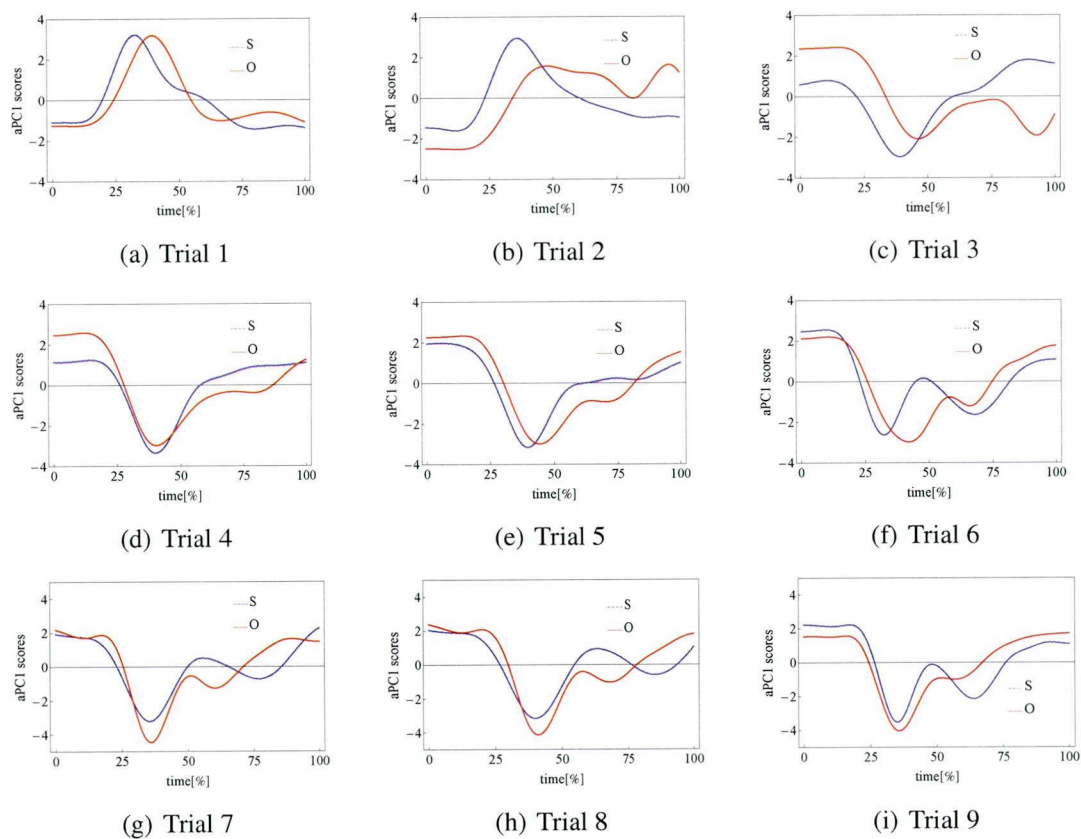 4
2
0
−2
−4
aPC1 scores
S
O
0 25 50 75 100
time[%]
(a) Trial 1
4
2
0
−2
−4
aPC1 scores
S
O
0 25 50 75 100
time[%]
(b) Trial 2
4
2
0
−2
−4
aPC1 scores
S
O
0 25 50 75 100
time[%]
(c) Trial 3
4
2
0
−2
−4
aPC1 scores
S
O
0 25 50 75 100
time[%]
(d) Trial 4
4
2
0
−2
−4
aPC1 scores
S
O
0 25 50 75 100
time[%]
(e) Trial 5
4
2
0
−2
−4
aPC1 scores
S
O
0 25 50 75 100
time[%]
(f) Trial 6
4
2
0
−2
−4
aPC1 scores
S
O
0 25 50 75 100
time[%]
(g) Trial 7
4
2
0
−2
−4
aPC1 scores
S
O
0 25 50 75 100
time[%]
(h) Trial 8
4
2
0
−2
−4
aPC1 scores
S
O
0 25 50 75 100
time[%]
(i) Trial 9